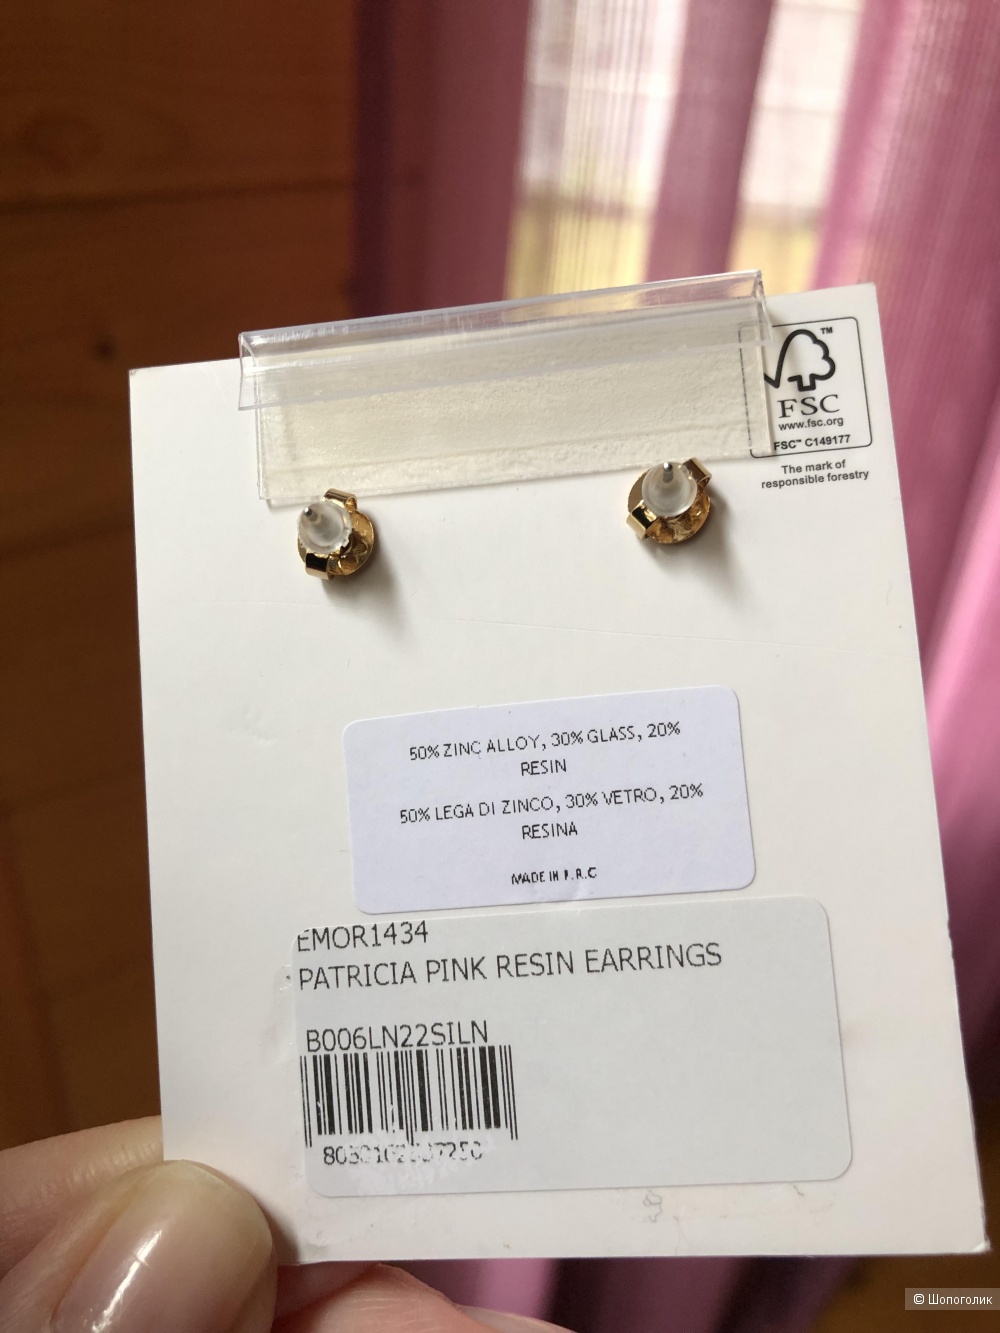 TM
FSC
www.fsc.org
FSC™ C149177
The mark of
responsible forestry
50% ZINC ALLOY, 30% GLASS, 20%
RESIN
50% LEGA DI ZINCO, 30% VETRO, 20%
RESINA
MADE IN P.R.C
EMOR1434
PATRICIA PINK RESIN EARRINGS
B006LN22SILN
© Шопоголик